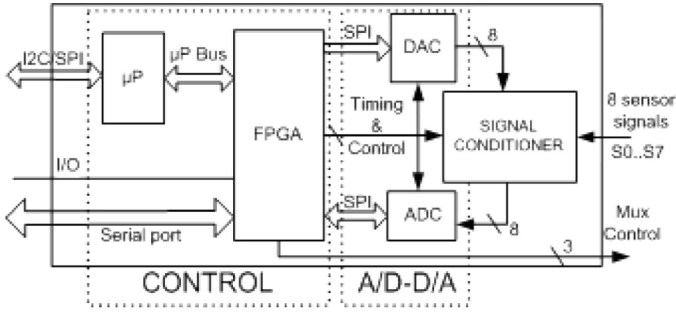 I2C/SPI
µP
µP Bus
FPGA
SPI
DAC
8
Timing
&
Control
SIGNAL
CONDITIONER
8 sensor
signals
S0..S7
I/O
Serial port
SPI
ADC
8
Mux
Control
3
CONTROL
A/D-D/A